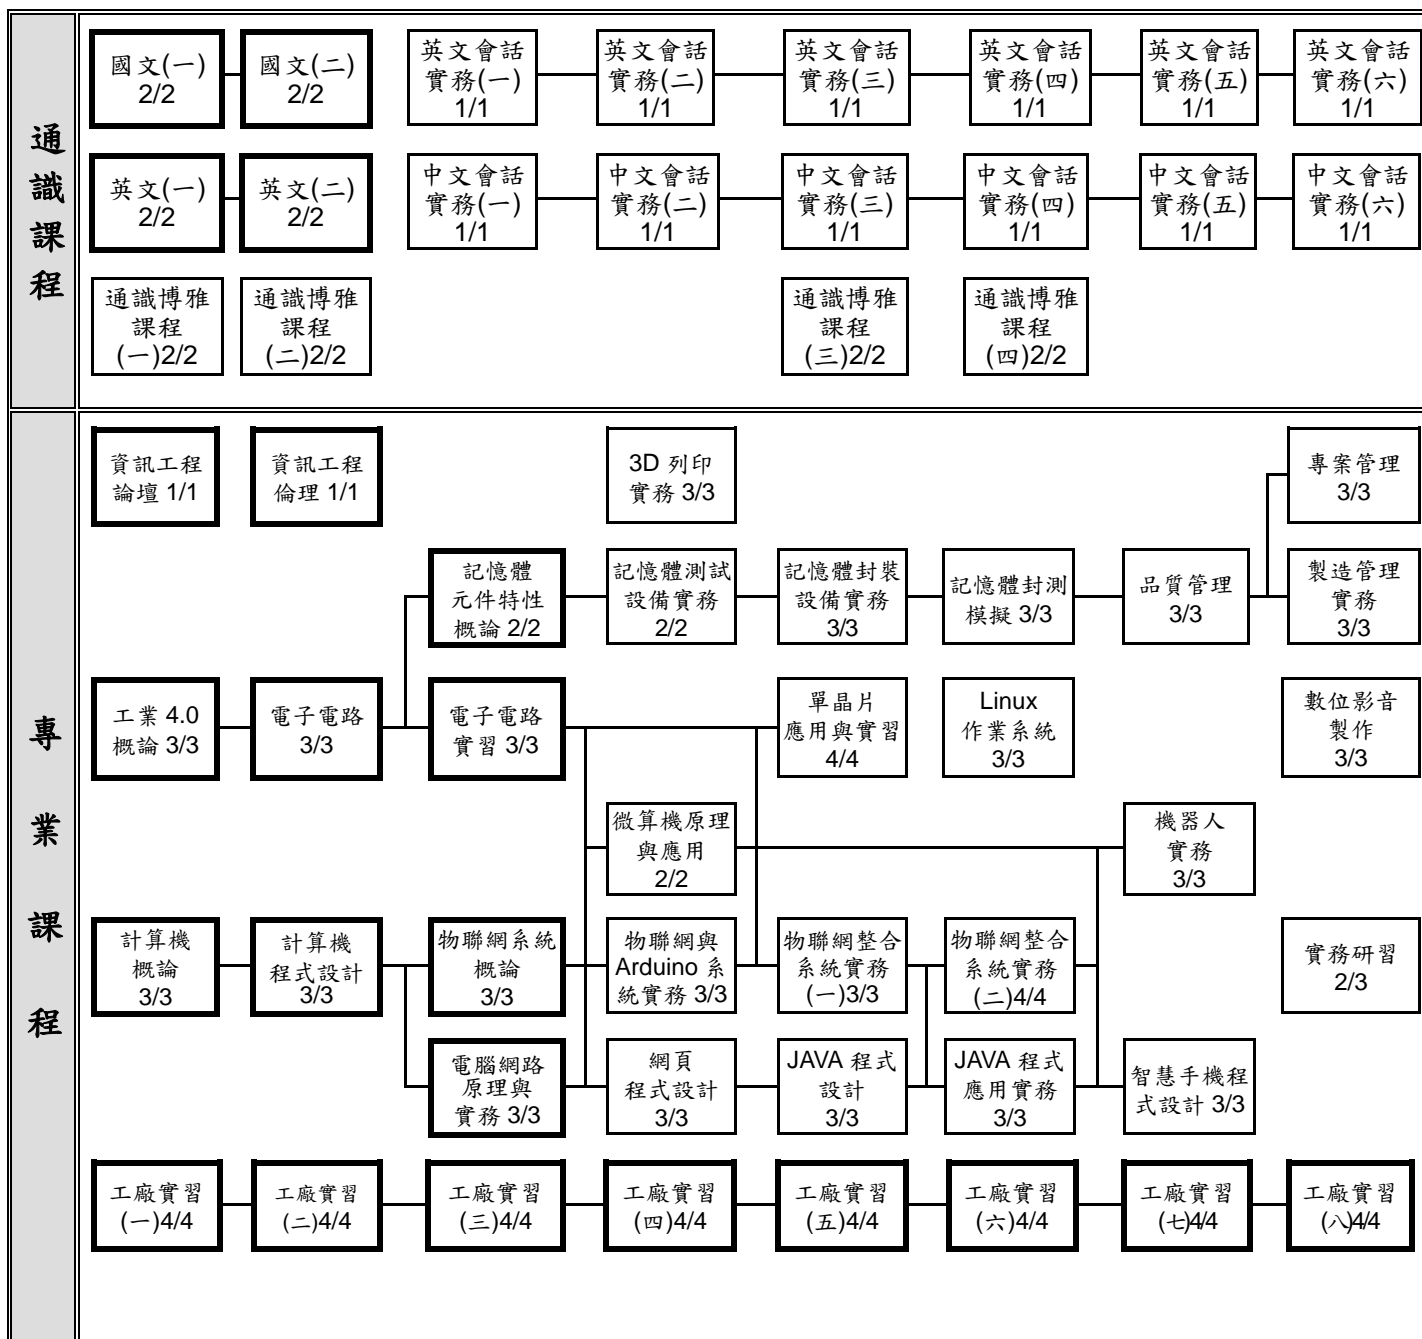 通識課程
國文(一)
2/2
國文(二)
2/2
英文會話
實務(一)
1/1
英文會話
實務(二)
1/1
英文會話
實務(三)
1/1
英文會話
實務(四)
1/1
英文會話
實務(五)
1/1
英文會話
實務(六)
1/1
英文(一)
2/2
英文(二)
2/2
中文會話
實務(一)
1/1
中文會話
實務(二)
1/1
中文會話
實務(三)
1/1
中文會話
實務(四)
1/1
中文會話
實務(五)
1/1
中文會話
實務(六)
1/1
通識博雅
課程
(一)2/2
通識博雅
課程
(二)2/2
通識博雅
課程
(三)2/2
通識博雅
課程
(四)2/2
專業課程
資訊工程
論壇 1/1
資訊工程
倫理 1/1
3D 列印
實務 3/3
專案管理
3/3
記憶體
元件特性
概論 2/2
記憶體測試
設備實務
2/2
記憶體封裝
設備實務
3/3
記憶體封測
模擬 3/3
品質管理
3/3
製造管理
實務
3/3
工業 4.0
概論 3/3
電子電路
3/3
電子電路
實習 3/3
單晶片
應用與實習
4/4
Linux
作業系統
3/3
數位影音
製作
3/3
微算機原理
與應用
2/2
機器人
實務
3/3
計算機
概論
3/3
計算機
程式設計
3/3
物聯網系統
概論
3/3
物聯網與
Arduino 系
統實務 3/3
物聯網整合
系統實務
(一)3/3
物聯網整合
系統實務
(二)4/4
實務研習
2/3
電腦網路
原理與
實務 3/3
網頁
程式設計
3/3
JAVA 程式
設計
3/3
JAVA 程式
應用實務
3/3
智慧手機程
式設計 3/3
工廠實習
(一)4/4
工廠實習
(二)4/4
工廠實習
(三)4/4
工廠實習
(四)4/4
工廠實習
(五)4/4
工廠實習
(六)4/4
工廠實習
(七)4/4
工廠實習
(八)4/4